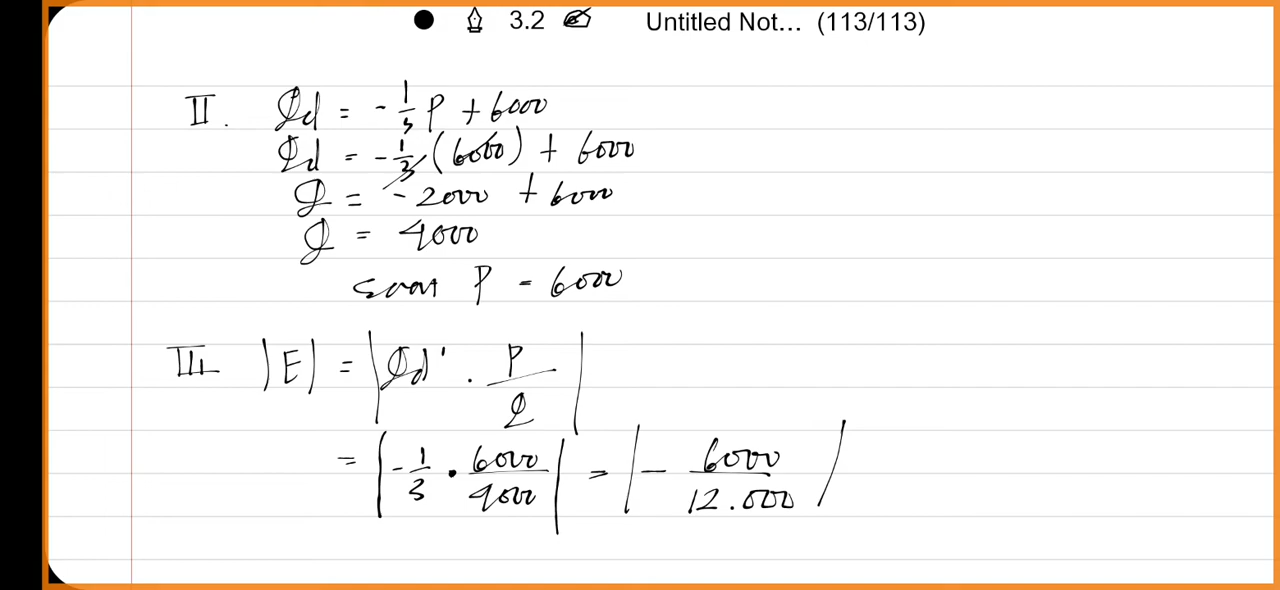 3.2 Untitled Not... (113/113)
II. Qd = -1/3 P + 6000
Qd = -1/3 (6000) + 6000
Q = -2000 + 6000
Q = 4000
saat P = 6000
III. |E| = |Qd' . P/Q|
= |-1/3 • 6000/4000| = |- 6000/12.000|